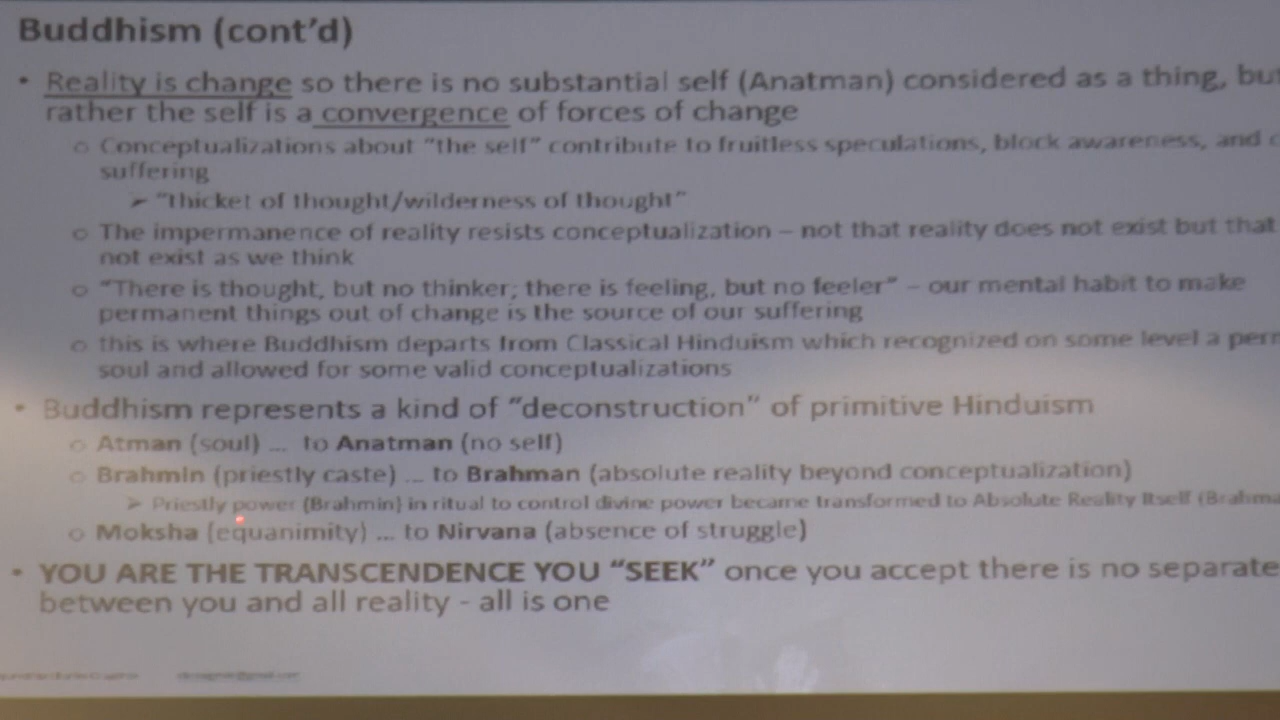 Buddhism (cont'd)
• Reality is change so there is no substantial self (Anatman) considered as a thing, but
rather the self is a convergence of forces of change
o Conceptualizations about "the self" contribute to fruitless speculations, block awareness, and
suffering
➢ "thicket of thought/wilderness of thought"
o The impermanence of reality resists conceptualization – not that reality does not exist but that
not exist as we think
o "There is thought, but no thinker; there is feeling, but no feeler" – our mental habit to make
permanent things out of change is the source of our suffering
o this is where Buddhism departs from Classical Hinduism which recognized on some level a
soul and allowed for some valid conceptualizations
• Buddhism represents a kind of "deconstruction" of primitive Hinduism
o Atman (soul) ... to Anatman (no self)
o Brahmin (priestly caste) ... to Brahman (absolute reality beyond conceptualization)
➢ Priestly power (Brahmin) in ritual to control divine power became transformed to Absolute Reality Itself
o Moksha (equanimity) ... to Nirvana (absence of struggle)
• YOU ARE THE TRANSCENDENCE YOU "SEEK" once you accept there is no separate
between you and all reality - all is one